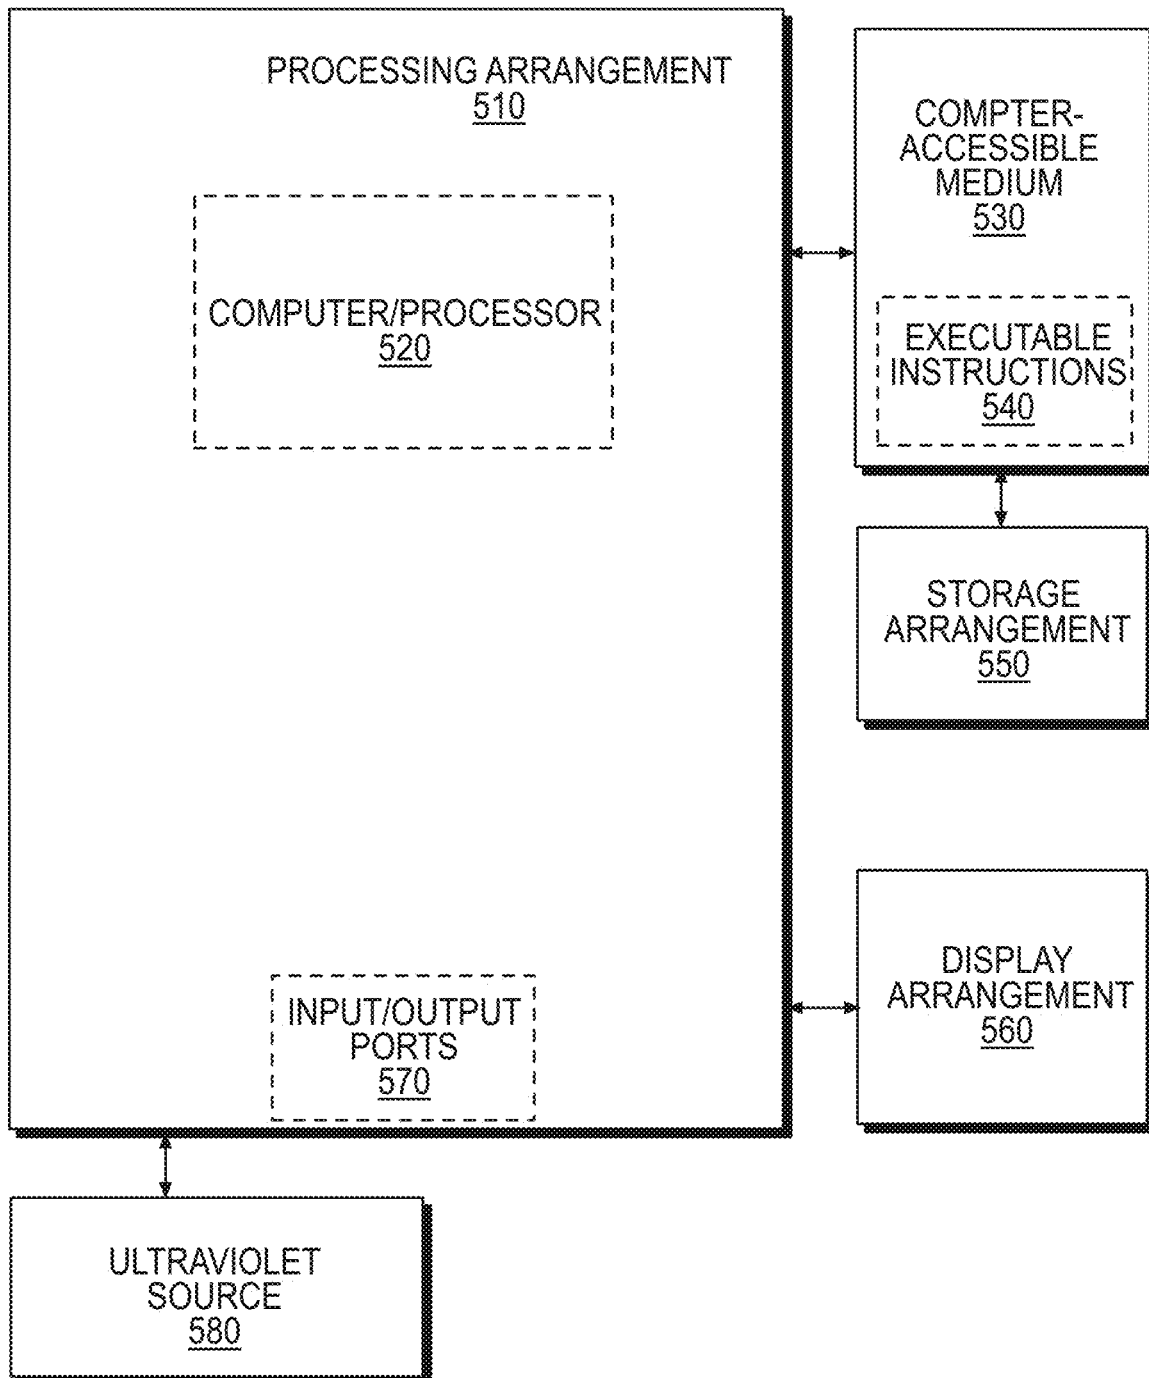 PROCESSING ARRANGEMENT
510
COMPUTER/PROCESSOR
520
INPUT/OUTPUT
PORTS
570
COMPTER-
ACCESSIBLE
MEDIUM
530
EXECUTABLE
INSTRUCTIONS
540
STORAGE
ARRANGEMENT
550
DISPLAY
ARRANGEMENT
560
ULTRAVIOLET
SOURCE
580